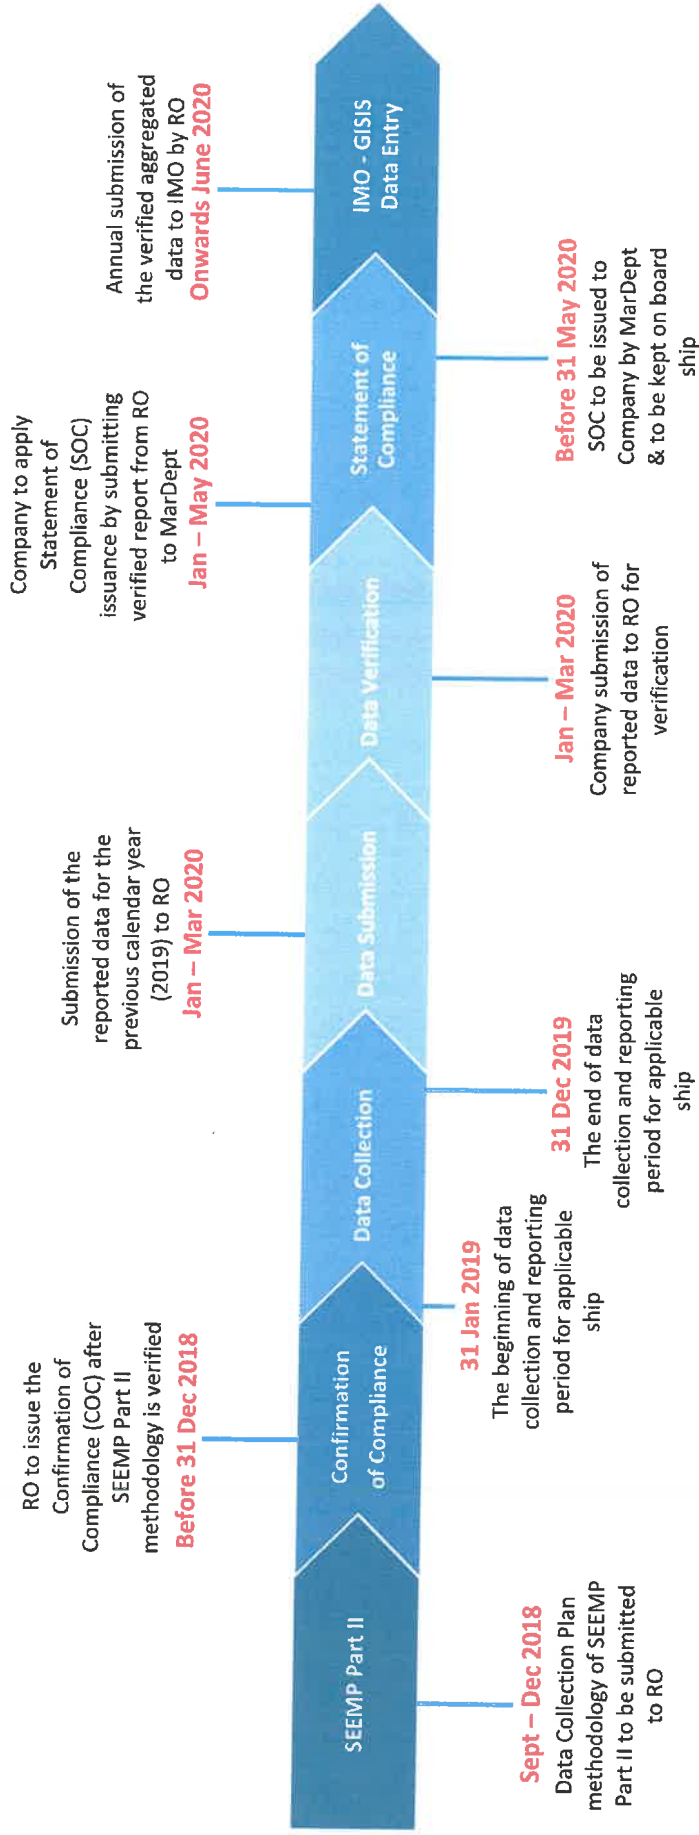 Sept – Dec 2018
Data Collection Plan
methodology of SEEMP
Part II to be submitted
to RO
SEEMP Part II
RO to issue the
Confirmation of
Compliance (COC) after
SEEMP Part II
methodology is verified
Before 31 Dec 2018
Confirmation
of Compliance
31 Jan 2019
The beginning of data
collection and reporting
period for applicable
ship
Data Collection
31 Dec 2019
The end of data
collection and reporting
period for applicable
ship
Submission of the
reported data for the
previous calendar year
(2019) to RO
Jan – Mar 2020
Data Submission
Data Verification
Jan – Mar 2020
Company submission of
reported data to RO for
verification
Company to apply
Statement of
Compliance (SOC)
issuance by submitting
verified report from RO
to MarDept
Jan – May 2020
Statement of
Compliance
Before 31 May 2020
SOC to be issued to
Company by MarDept
& to be kept on board
ship
Annual submission of
the verified aggregated
data to IMO by RO
Onwards June 2020
IMO - GISIS
Data Entry